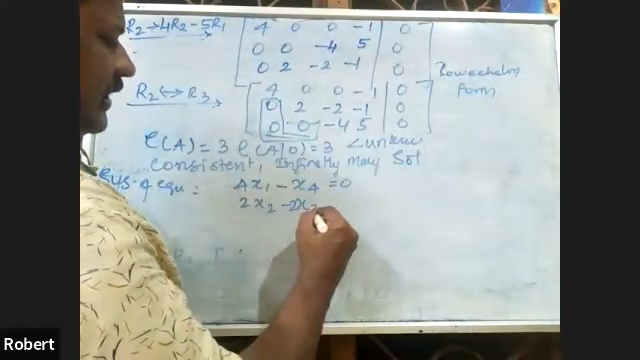 R2→4R2-5R1 4 0 0 -1 0
0 0 -4 5 0
0 2 -2 -1 0
R2↔R3 4 0 0 -1 0
0 2 -2 -1 0
0 0 -4 5 0
Rowechelon
form
ρ(A) = 3 ρ(A|0) = 3 <
Consistent, Infinitely many Sol
Sys. of equ : 4x1 - x4 = 0
2x2 - 2x3
Robert